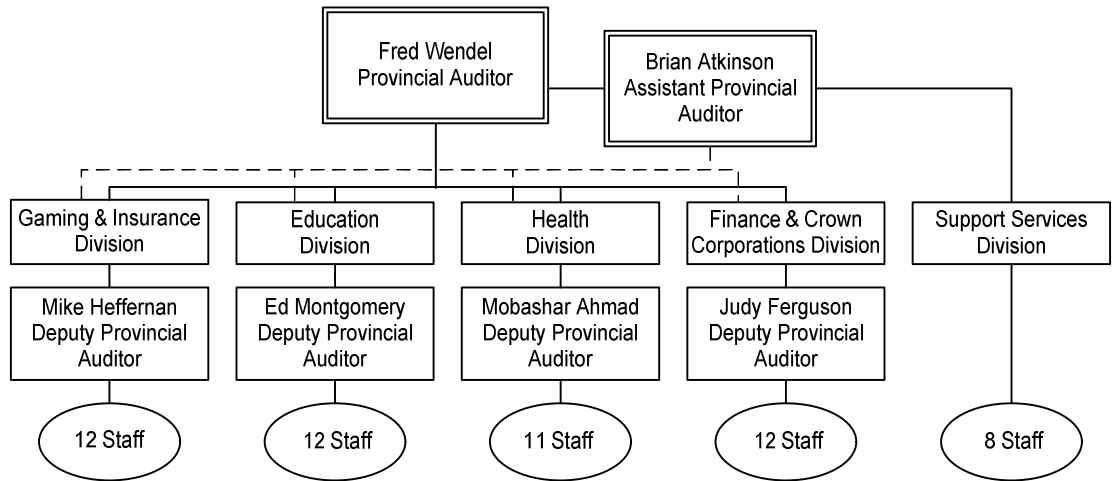 Fred Wendel
Provincial Auditor
Brian Atkinson
Assistant Provincial
Auditor
Gaming & Insurance
Division
Education
Division
Health
Division
Finance & Crown
Corporations Division
Support Services
Division
Mike Heffernan
Deputy Provincial
Auditor
Ed Montgomery
Deputy Provincial
Auditor
Mobashar Ahmad
Deputy Provincial
Auditor
Judy Ferguson
Deputy Provincial
Auditor
12 Staff
12 Staff
11 Staff
12 Staff
8 Staff